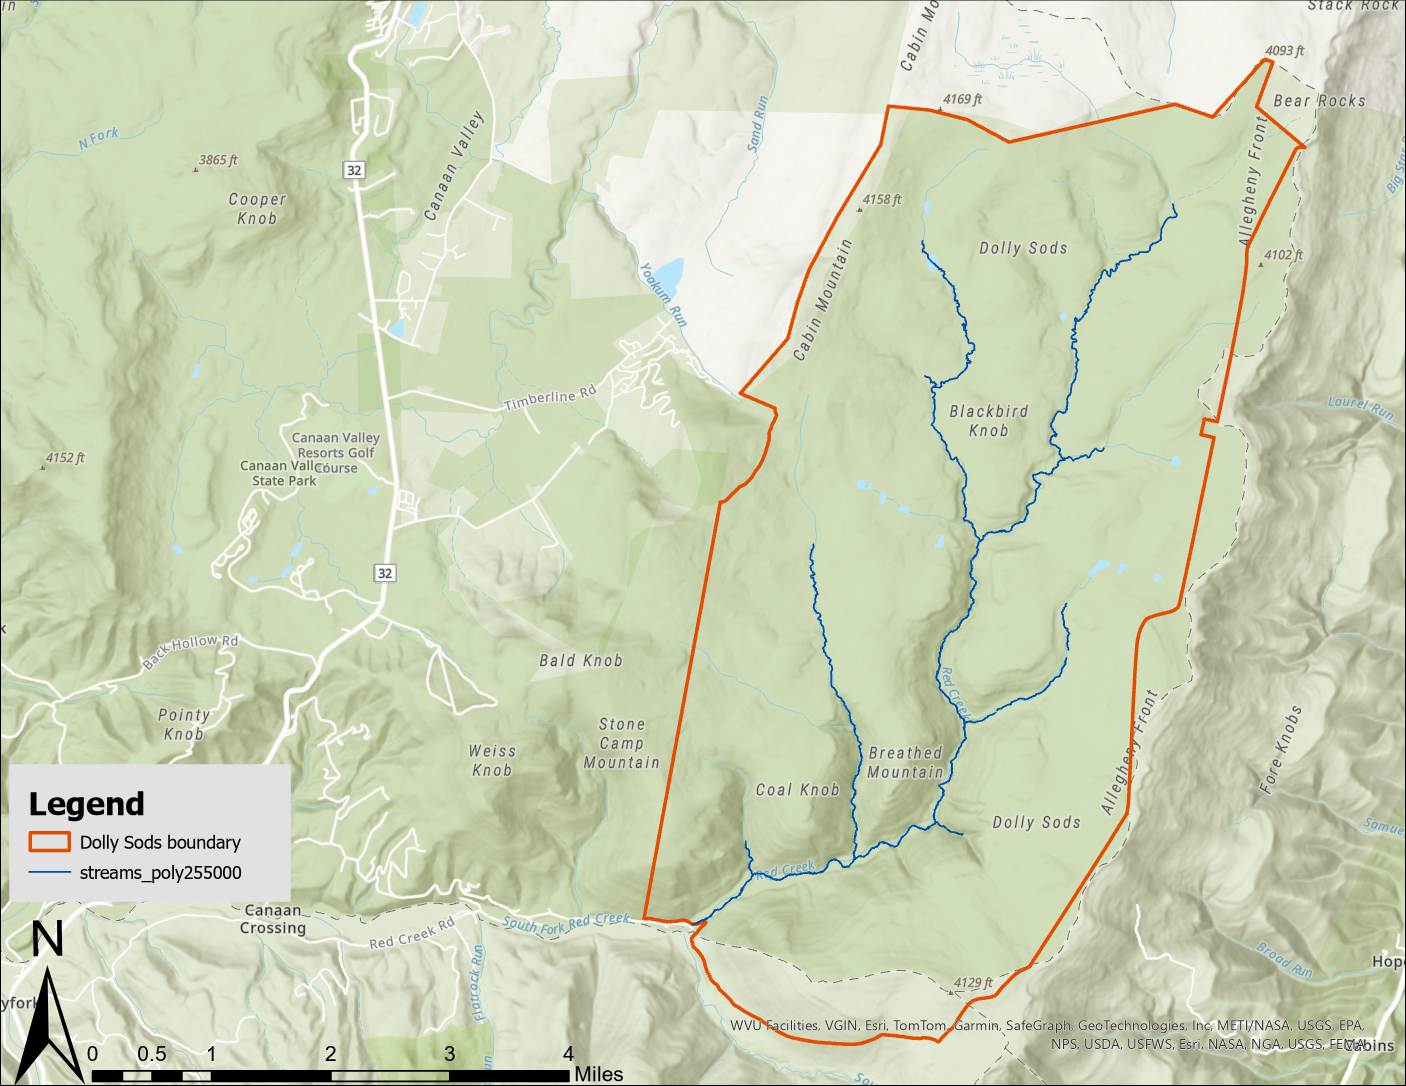 in
Cabin Mo
Stack Rock
4093 ft
Bear Rocks
4169 ft
N Fork
Sand Run
Canaan Valley
3865 ft
32
Allegheny Front
Big Star
Cooper
Knob
4158 ft
Dolly Sods
4102 ft
Yoakum Run
Cabin Mountain
Timberline Rd
Laurel Run
Blackbird
Knob
Canaan Valley
Resorts Golf
Course
4152 ft
Canaan Vall
State Park
32
k
Back Hollow Rd
Bald Knob
Red Creek
Pointy
Knob
Stone
Camp
Mountain
Weiss
Knob
Breathed
Mountain
Allegheny Front
Fore Knobs
Coal Knob
Dolly Sods
Samue
Legend
Dolly Sods boundary
streams_poly255000
Red Creek
Canaan
Crossing
Red Creek Rd
South Fork Red Creek
N
Flatrock Run
Broad Run
Hope
4129 ft
yfork
un
WVU Facilities, VGIN, Esri, TomTom, Garmin, SafeGraph, GeoTechnologies, Inc, METI/NASA, USGS, EPA,
NPS, USDA, USFWS, Esri, NASA, NGA, USGS, FEMA
Cabins
0 0.5 1 2 3 4
Miles
Sou